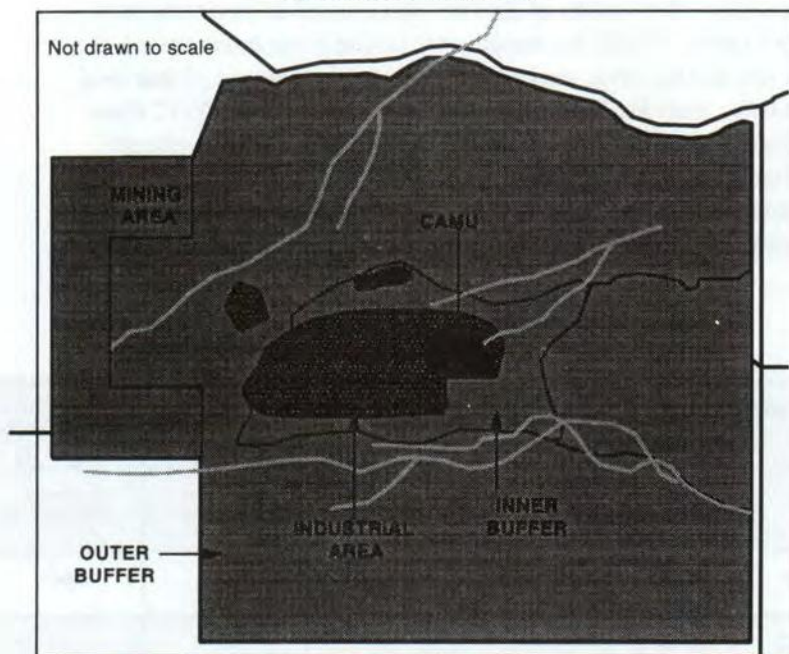 Not drawn to scale
MINING
AREA
CAMU
INNER
BUFFER
INDUSTRIAL
AREA
OUTER
BUFFER